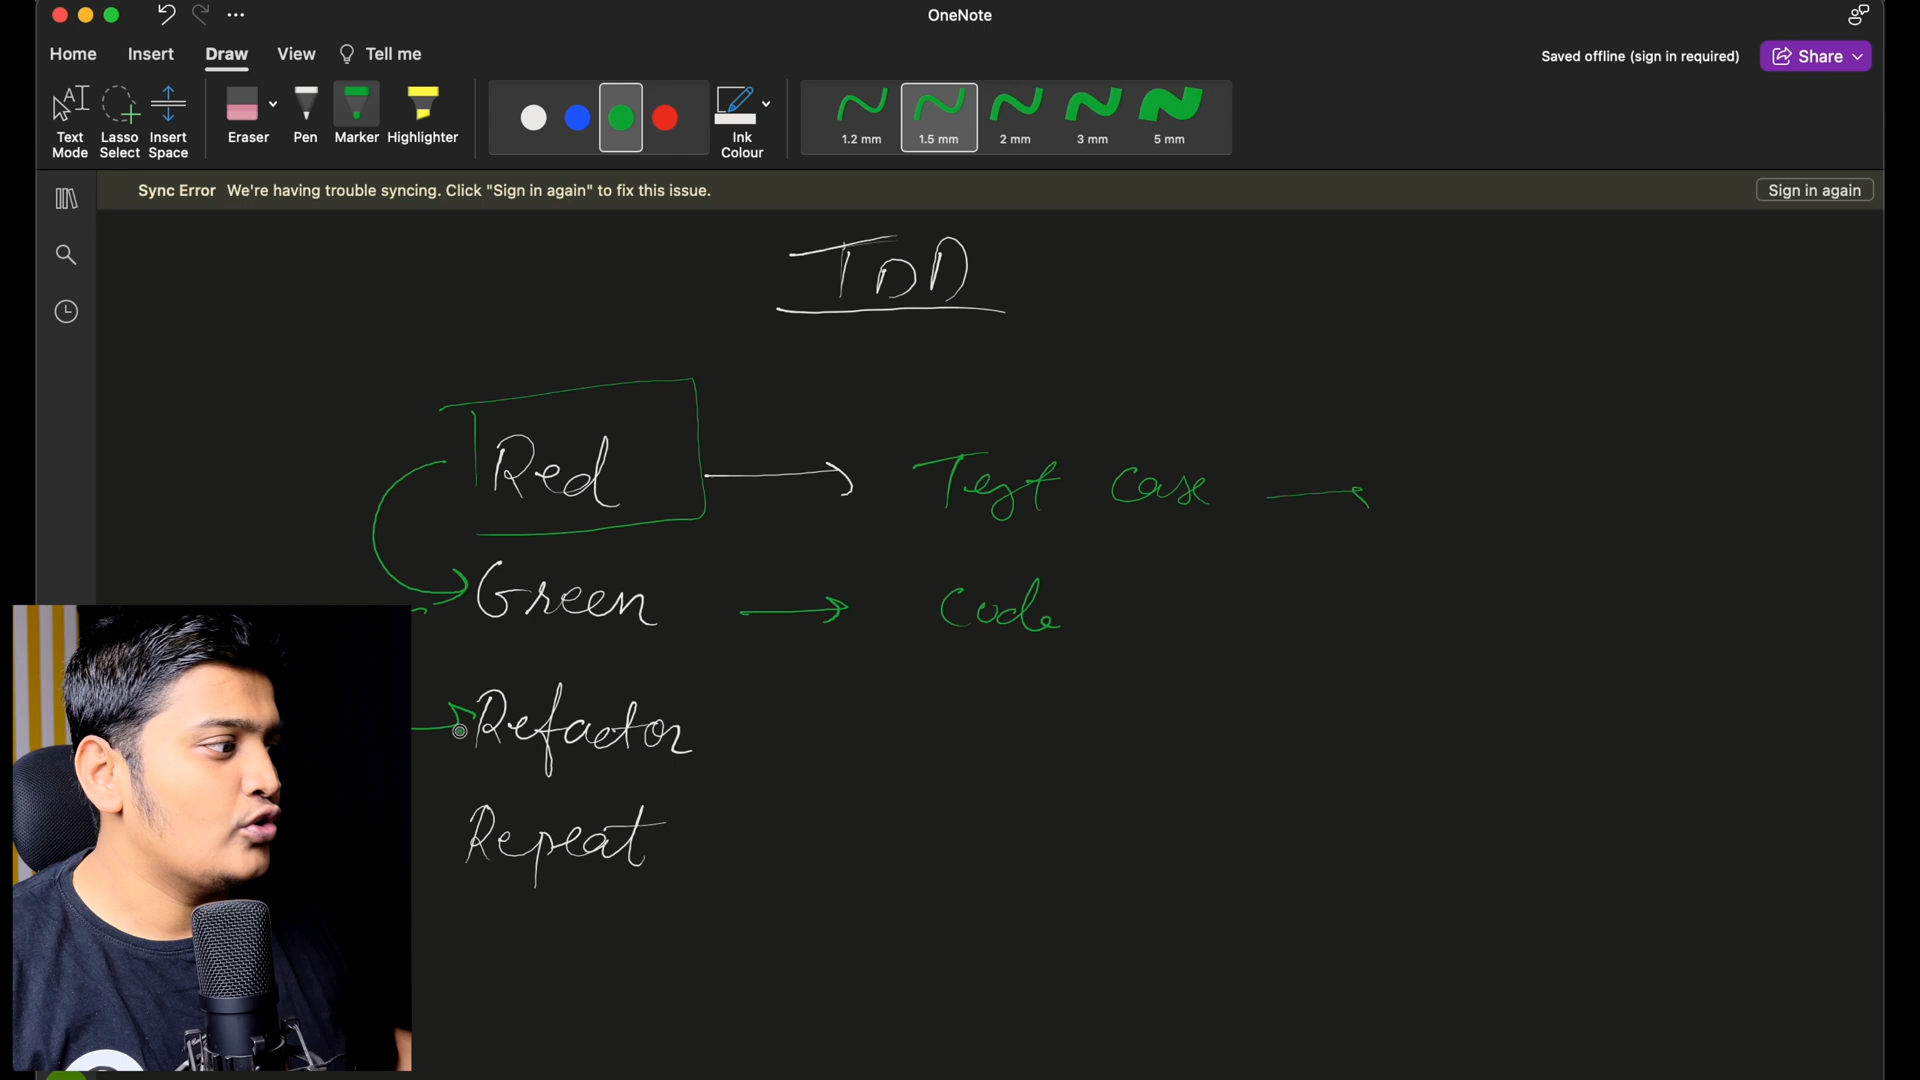 OneNote
Home Insert Draw View Tell me
Saved offline (sign in required) Share
Text Mode
Lasso Select
Insert Space
Eraser
Pen
Marker
Highlighter
Ink Colour
1.2 mm
1.5 mm
2 mm
3 mm
5 mm
Sync Error We're having trouble syncing. Click "Sign in again" to fix this issue.
Sign in again
TDD
Red → Test Case →
Green → Code
Refactor
Repeat